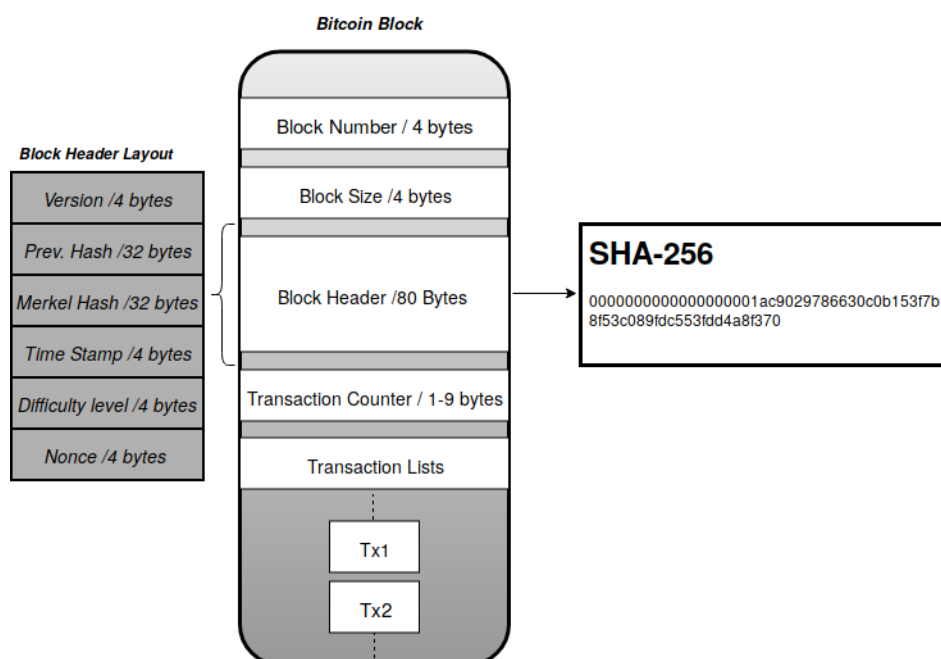 Bitcoin Block
Block Number / 4 bytes
Block Header Layout
Version /4 bytes
Block Size /4 bytes
Prev. Hash /32 bytes
SHA-256
Merkel Hash /32 bytes
Block Header /80 Bytes
0000000000000000001ac9029786630c0b153f7b
8f53c089fdc553fdd4a8f370
Time Stamp /4 bytes
Difficulty level /4 bytes
Transaction Counter / 1-9 bytes
Nonce /4 bytes
Transaction Lists
Tx1
Tx2